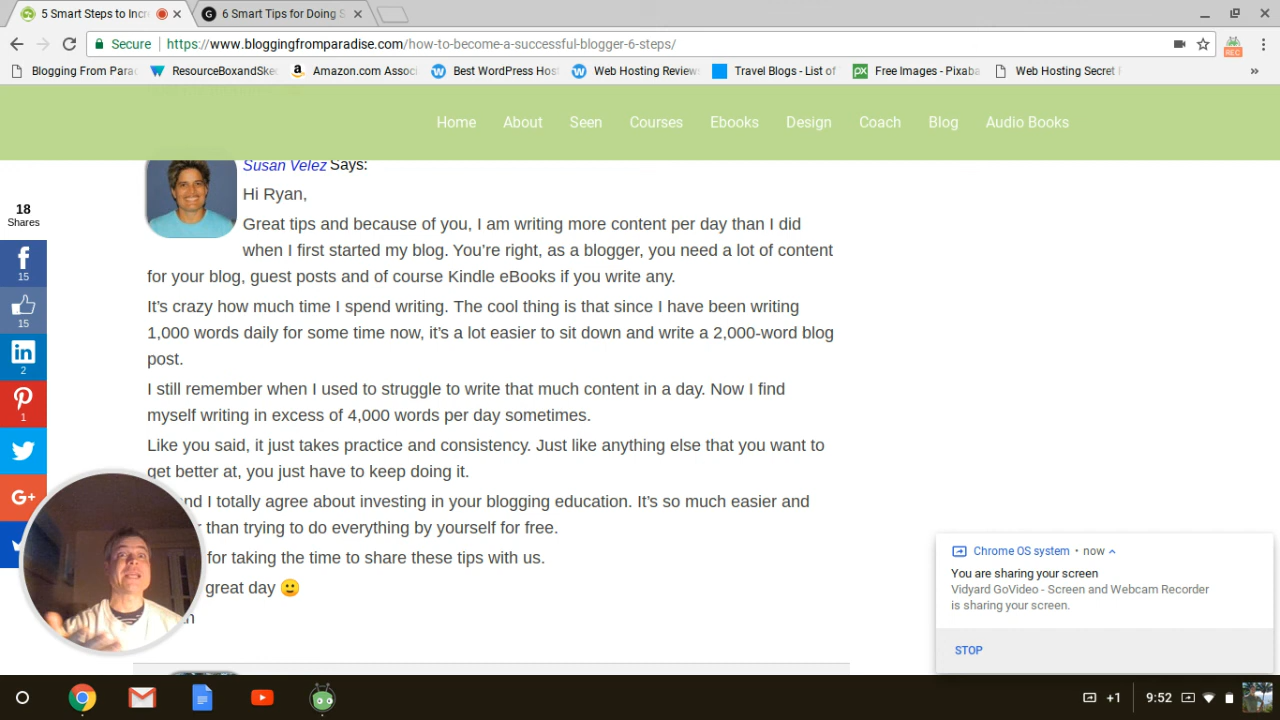 5 Smart Steps to Incr
6 Smart Tips for Doing S
Secure
https://www.bloggingfromparadise.com/how-to-become-a-successful-blogger-6-steps/
REC
Blogging From Parad
ResourceBoxandSke
Amazon.com Associ
Best WordPress Hos
Web Hosting Review
Travel Blogs - List of
Free Images - Pixaba
Web Hosting Secret
Home About Seen Courses Ebooks Design Coach Blog Audio Books
Susan Velez Says:
Hi Ryan,
Great tips and because of you, I am writing more content per day than I did
when I first started my blog. You’re right, as a blogger, you need a lot of content
for your blog, guest posts and of course Kindle eBooks if you write any.
It’s crazy how much time I spend writing. The cool thing is that since I have been writing
1,000 words daily for some time now, it’s a lot easier to sit down and write a 2,000-word blog
post.
I still remember when I used to struggle to write that much content in a day. Now I find
myself writing in excess of 4,000 words per day sometimes.
Like you said, it just takes practice and consistency. Just like anything else that you want to
get better at, you just have to keep doing it.
nd I totally agree about investing in your blogging education. It’s so much easier and
than trying to do everything by yourself for free.
for taking the time to share these tips with us.
great day 🙂
n
18
Shares
15
15
2
1
G+
Chrome OS system • now
You are sharing your screen
Vidyard GoVideo - Screen and Webcam Recorder
is sharing your screen.
STOP
+1
9:52